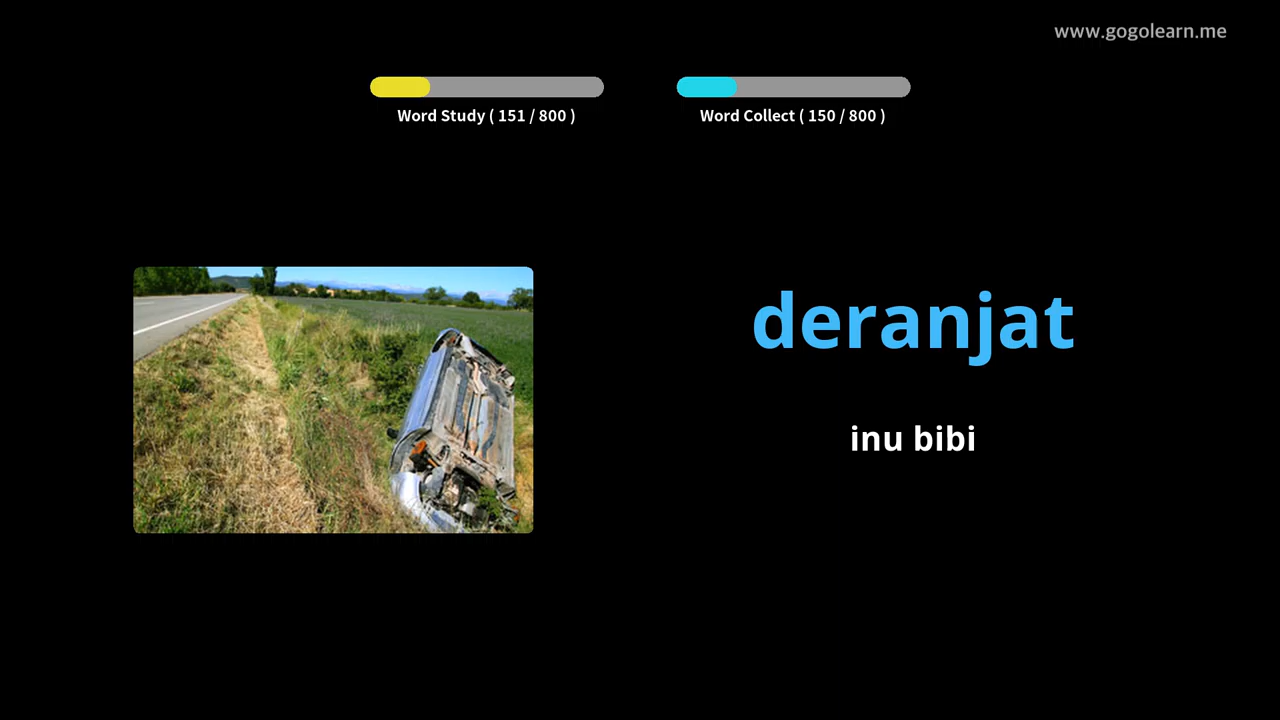 www.gogolearn.me
Word Study ( 151 / 800 )
Word Collect ( 150 / 800 )
deranjat
inu bibi